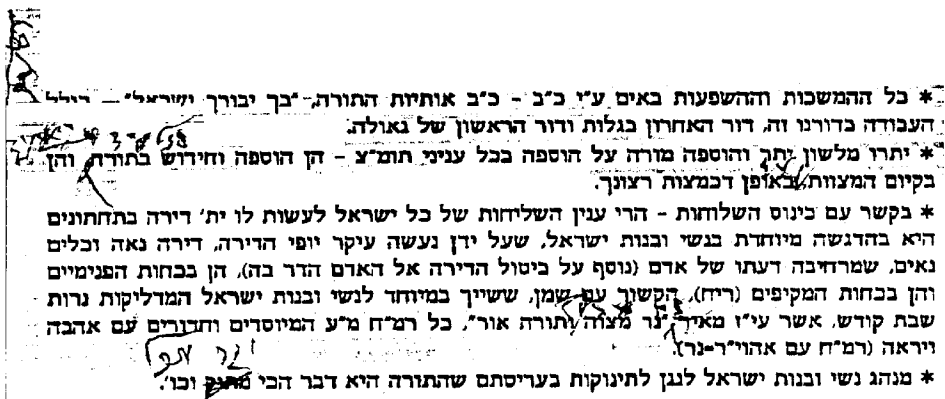 * כל ההמשכות וההשפעות באים ע"י כ"ב - כ"ב אותיות התורה, "בך יבורך ישראל" - כולל
העבודה בדורנו זה, דור האחרון בגלות ודור הראשון של גאולה.
* יתרו מלשון יתר והוספה מורה על הוספה בכל עניני תומ"צ - הן הוספה וחידוש בתורה, והן
בקיום המצוות, באופן דכמצות רצונך.
* בקשר עם כינוס השלוחות - הרי ענין השליחות של כל ישראל לעשות לו ית' דירה בתחתונים
היא בהדגשה מיוחדת בנשי ובנות ישראל, שעל ידן נעשה עיקר יופי הדירה, דירה נאה וכלים
נאים, שמרחיבה דעתו של אדם (נוסף על ביטול הדירה אל האדם הדר בה), הן בכחות הפנימיים
והן בכחות המקיפים (ריח), הקשור עם שמן, ששייך במיוחד לנשי ובנות ישראל המדליקות נרות
שבת קודש, אשר עי"ז מאיר "נר מצוה ותורה אור", כל רמ"ח מ"ע המיוסדים וחדורים עם אהבה
ויראה (רמ"ח עם אהוי"ר=נר).
* מנהג נשי ובנות ישראל לנגן לתינוקות בעריסתם שהתורה היא דבר הכי מתוק וכו'.